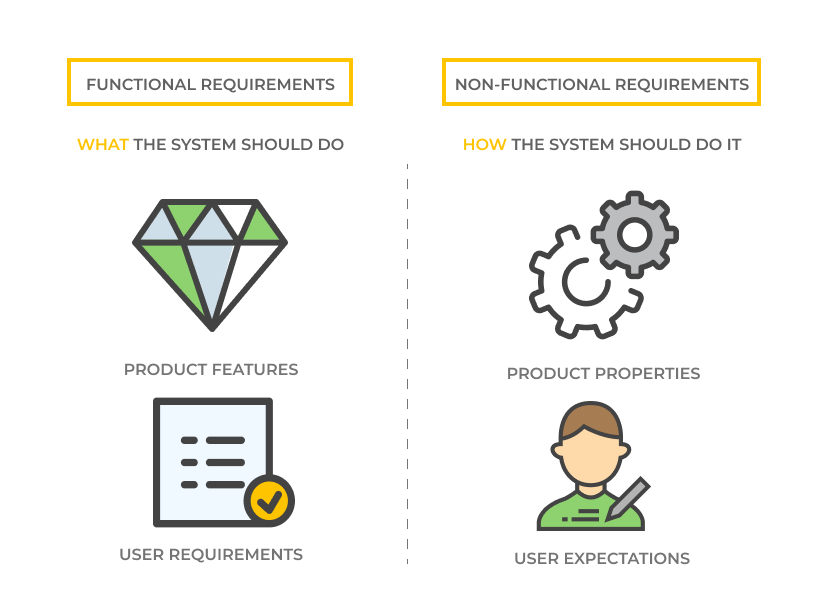 FUNCTIONAL REQUIREMENTS
WHAT THE SYSTEM SHOULD DO
PRODUCT FEATURES
USER REQUIREMENTS
NON-FUNCTIONAL REQUIREMENTS
HOW THE SYSTEM SHOULD DO IT
PRODUCT PROPERTIES
USER EXPECTATIONS